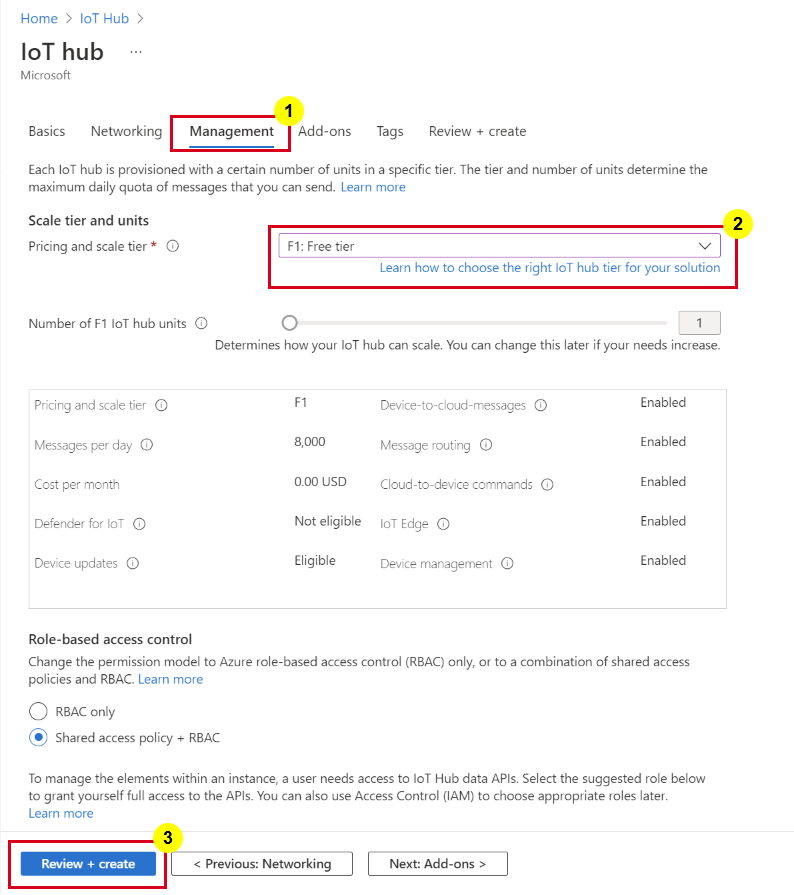 Home > IoT Hub >
IoT hub ...
Microsoft
1
Basics Networking Management Add-ons Tags Review + create
Each IoT hub is provisioned with a certain number of units in a specific tier. The tier and number of units determine the
maximum daily quota of messages that you can send. Learn more
Scale tier and units
2
Pricing and scale tier * F1: Free tier
Learn how to choose the right IoT hub tier for your solution
Number of F1 IoT hub units 1
Determines how your IoT hub can scale. You can change this later if your needs increase.
Pricing and scale tier F1 Device-to-cloud-messages Enabled
Messages per day 8,000 Message routing Enabled
Cost per month 0.00 USD Cloud-to-device commands Enabled
Defender for IoT Not eligible IoT Edge Enabled
Device updates Eligible Device management Enabled
Role-based access control
Change the permission model to Azure role-based access control (RBAC) only, or to a combination of shared access
policies and RBAC. Learn more
RBAC only
Shared access policy + RBAC
To manage the elements within an instance, a user needs access to IoT Hub data APIs. Select the suggested role below
to grant yourself full access to the APIs. You can also use Access Control (IAM) to choose appropriate roles later.
Learn more
3
Review + create < Previous: Networking Next: Add-ons >